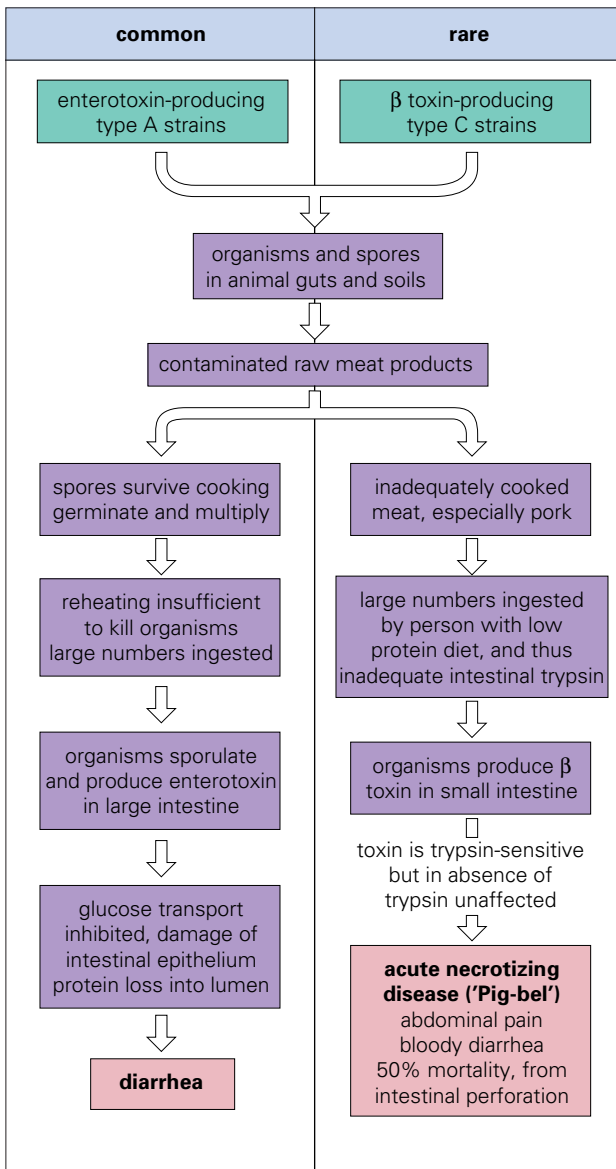 common
rare
enterotoxin-producing
type A strains
β toxin-producing
type C strains
organisms and spores
in animal guts and soils
contaminated raw meat products
spores survive cooking
germinate and multiply
inadequately cooked
meat, especially pork
reheating insufficient
to kill organisms
large numbers ingested
large numbers ingested
by person with low
protein diet, and thus
inadequate intestinal trypsin
organisms sporulate
and produce enterotoxin
in large intestine
organisms produce β
toxin in small intestine
toxin is trypsin-sensitive
but in absence of
trypsin unaffected
glucose transport
inhibited, damage of
intestinal epithelium
protein loss into lumen
acute necrotizing
disease ('Pig-bel')
abdominal pain
bloody diarrhea
50% mortality, from
intestinal perforation
diarrhea